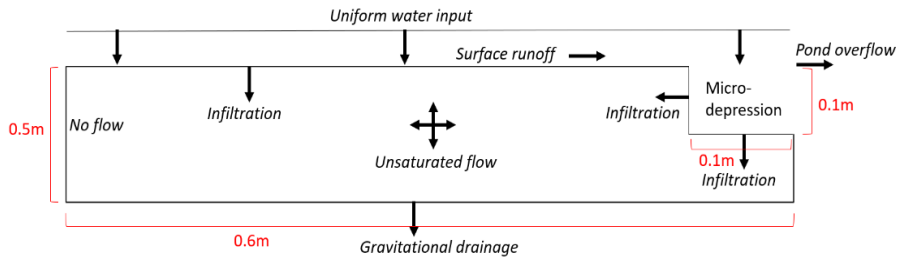 Uniform water input
Surface runoff
Pond overflow
Infiltration
Micro-
depression
0.5m
No flow
Infiltration
0.1m
Unsaturated flow
0.1m
Infiltration
0.6m
Gravitational drainage